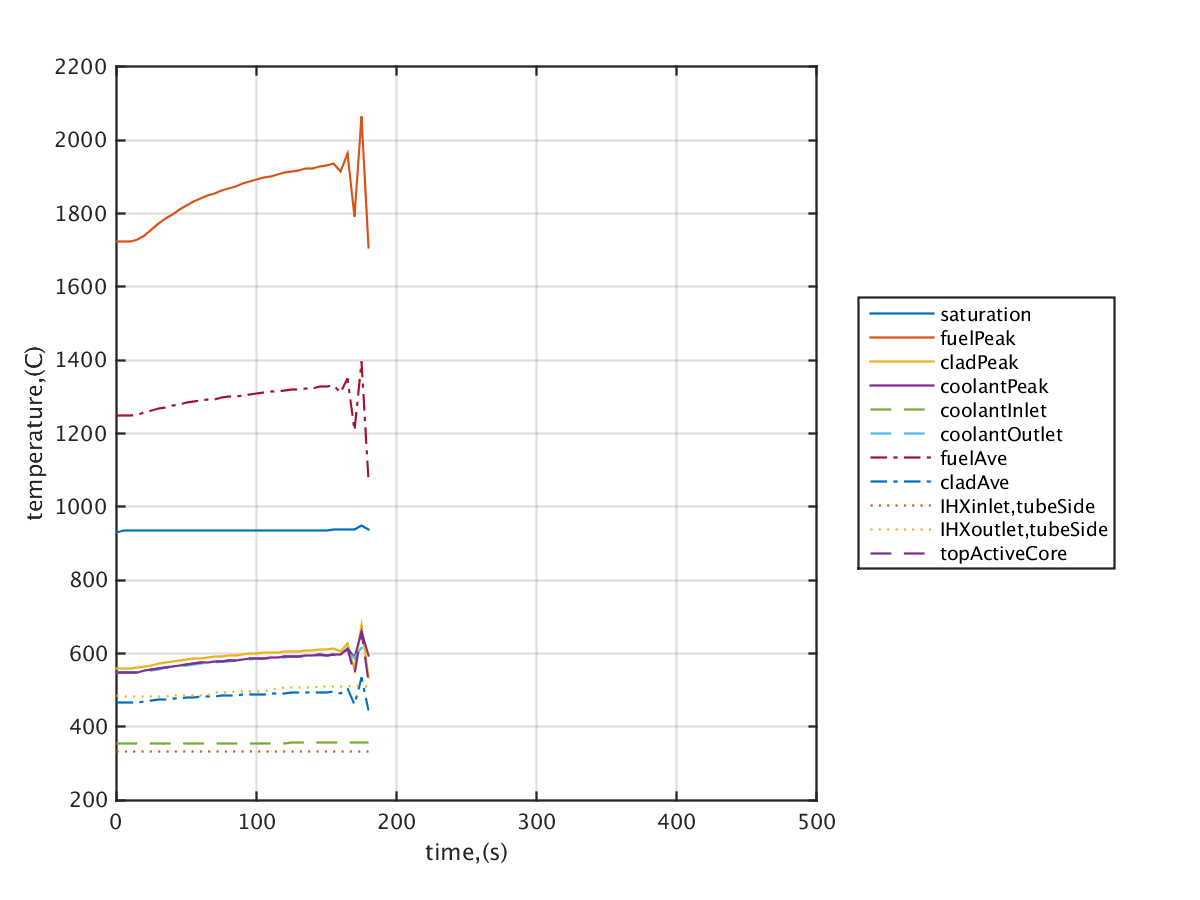 2200
2000
1800
1600
1400
1200
1000
800
600
400
200
0
100
200
300
400
500
temperature,(C)
time,(s)
saturation
fuelPeak
cladPeak
coolantPeak
coolantInlet
coolantOutlet
fuelAve
cladAve
IHXinlet,tubeSide
IHXoutlet,tubeSide
topActiveCore